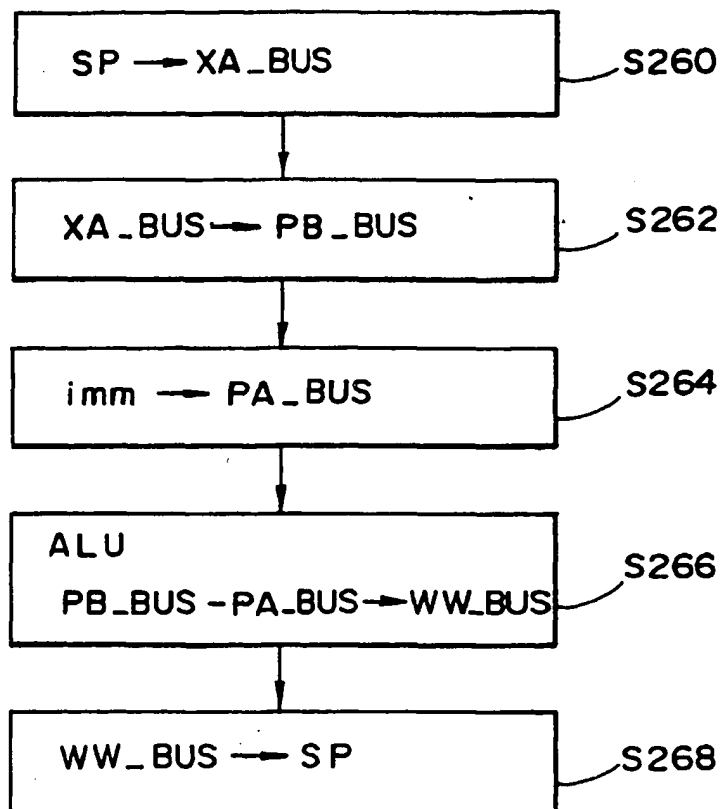 SP → XA_BUS
S260
XA_BUS → PB_BUS
S262
imm → PA_BUS
S264
ALU
PB_BUS - PA_BUS → WW_BUS
S266
WW_BUS → SP
S268